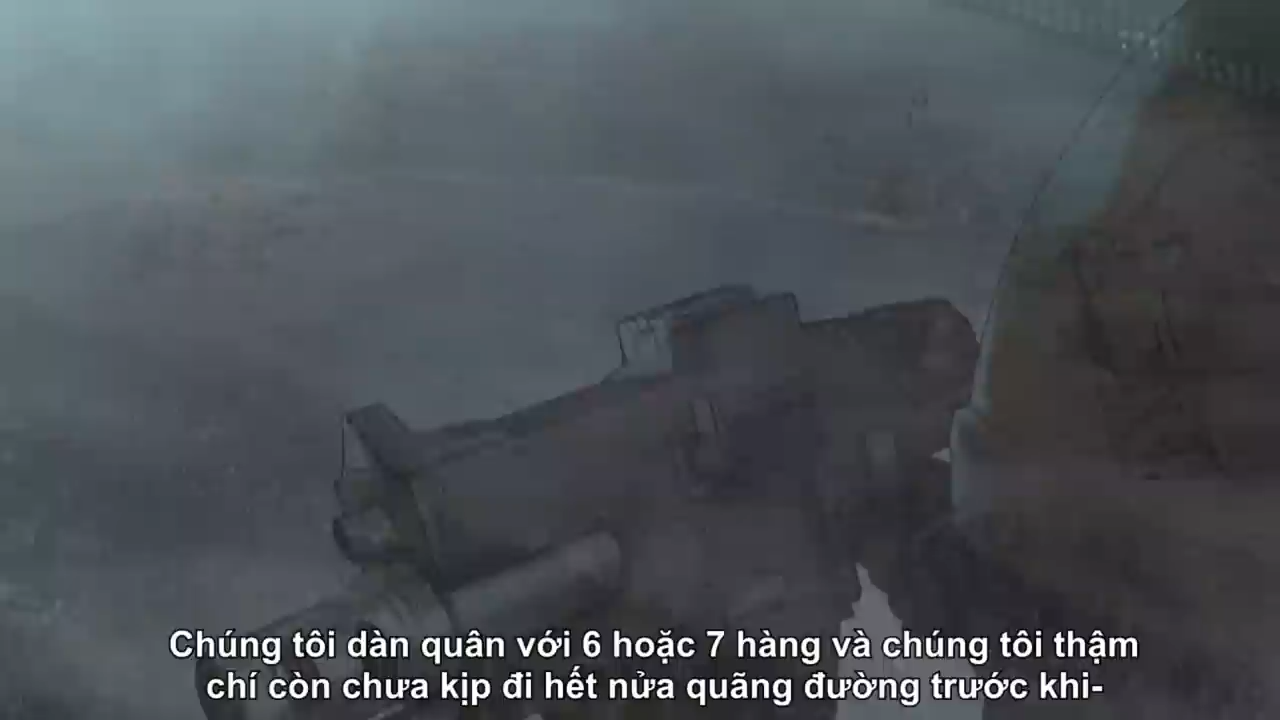 Chúng tôi dàn quân với 6 hoặc 7 hàng và chúng tôi thậm
chí còn chưa kịp đi hết nửa quãng đường trước khi-